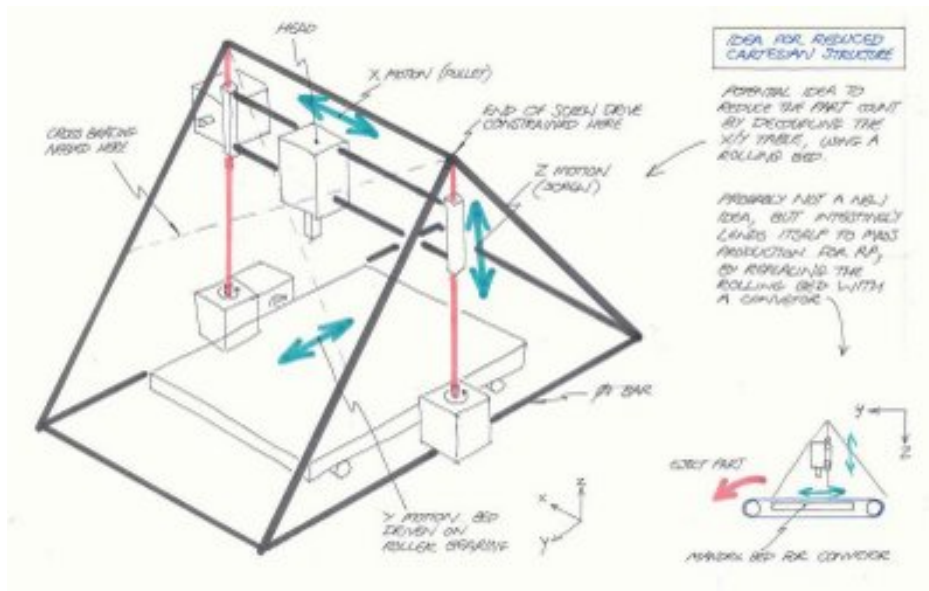 HEAD
X MOTION (PULLEY)
END OF SCREW DRIVE
CONSTRAINED HERE
CROSS BRACING
NEEDED HERE
Z MOTION
(SCREW)
BAR
Y MOTION BED
DRIVEN ON
ROLLER BEARING
X
Y
Z
IDEA FOR REDUCED
CARTESIAN STRUCTURE
POTENTIAL IDEA TO
REDUCE THE PART COUNT
BY DECOUPLING THE
X/Y TABLE, USING A
ROLLING BED.
PROBABLY NOT A NEW
IDEA, BUT INTERSTINGLY
LENDS ITSELF TO MASS
PRODUCTION FOR RP,
BY REPLACING THE
ROLLING BED WITH
A CONVEYOR
Y
Z
EJECT PART
BED FOR CONVEYOR